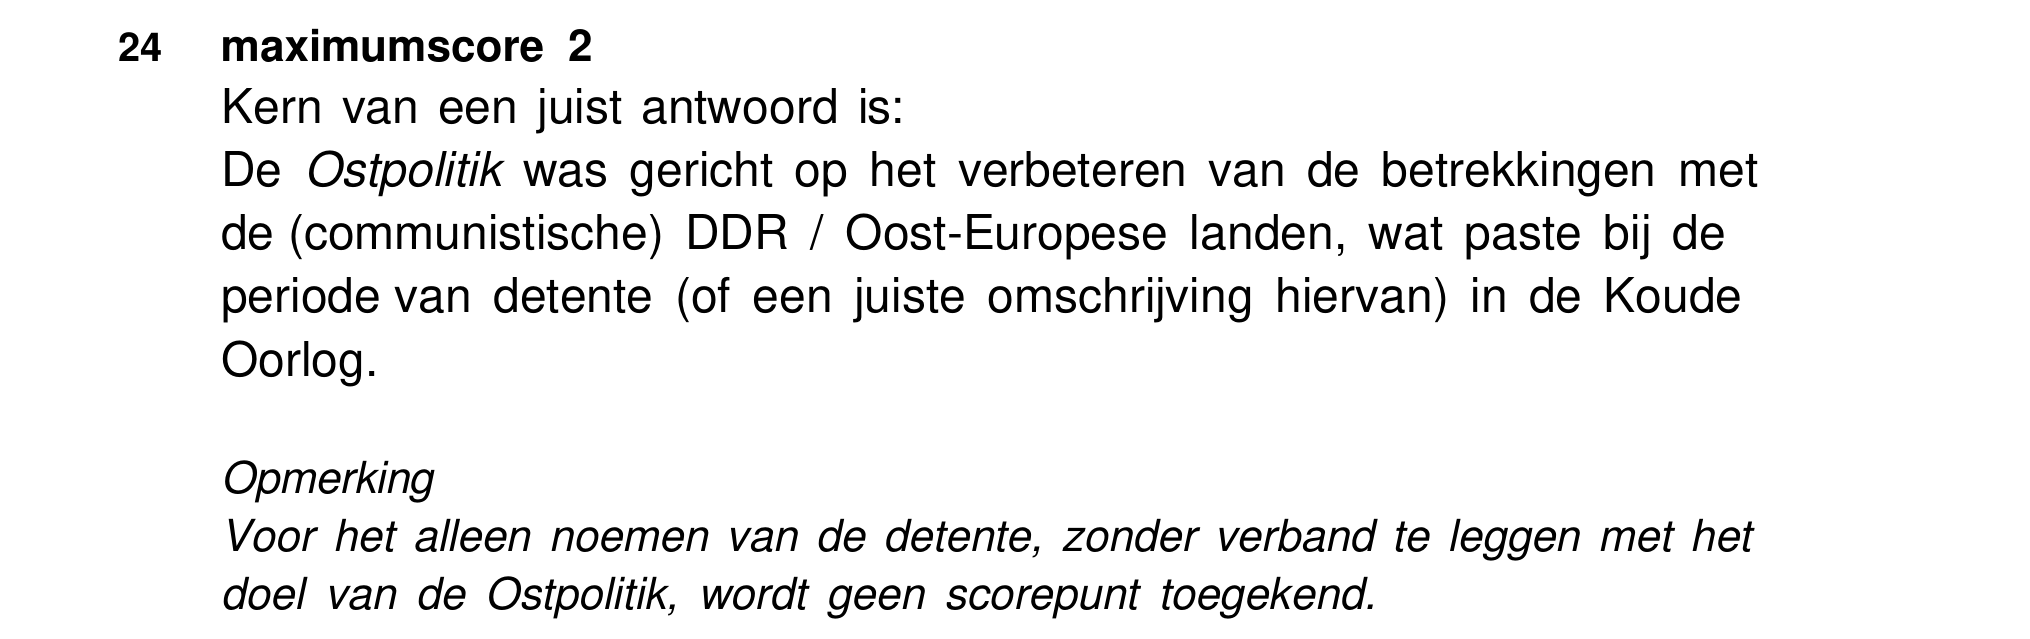 24 maximumscore 2
Kern van een juist antwoord is:
De Ostpolitik was gericht op het verbeteren van de betrekkingen met
de (communistische) DDR / Oost-Europese landen, wat paste bij de
periode van detente (of een juiste omschrijving hiervan) in de Koude
Oorlog.
Opmerking
Voor het alleen noemen van de detente, zonder verband te leggen met het
doel van de Ostpolitik, wordt geen scorepunt toegekend.